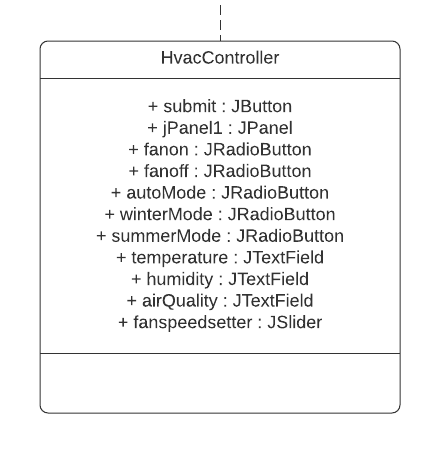 HvacController
+ submit : JButton
+ jPanel1 : JPanel
+ fanon : JRadioButton
+ fanoff : JRadioButton
+ autoMode : JRadioButton
+ winterMode : JRadioButton
+ summerMode : JRadioButton
+ temperature : JTextField
+ humidity : JTextField
+ airQuality : JTextField
+ fanspeedsetter : JSlider